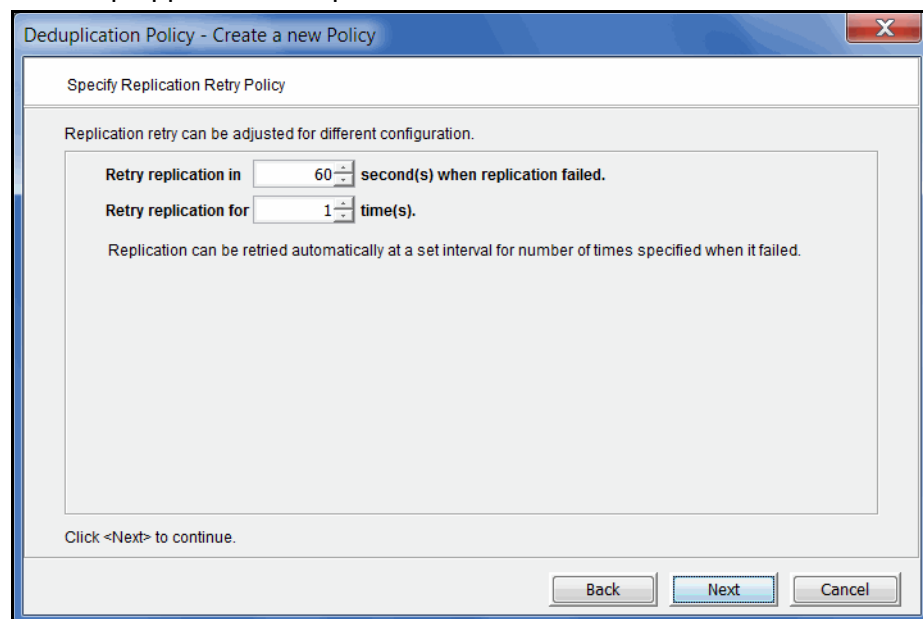 Deduplication Policy - Create a new Policy
X
Specify Replication Retry Policy
Replication retry can be adjusted for different configuration.
Retry replication in 60 second(s) when replication failed.
Retry replication for 1 time(s).
Replication can be retried automatically at a set interval for number of times specified when it failed.
Click <Next> to continue.
Back Next Cancel